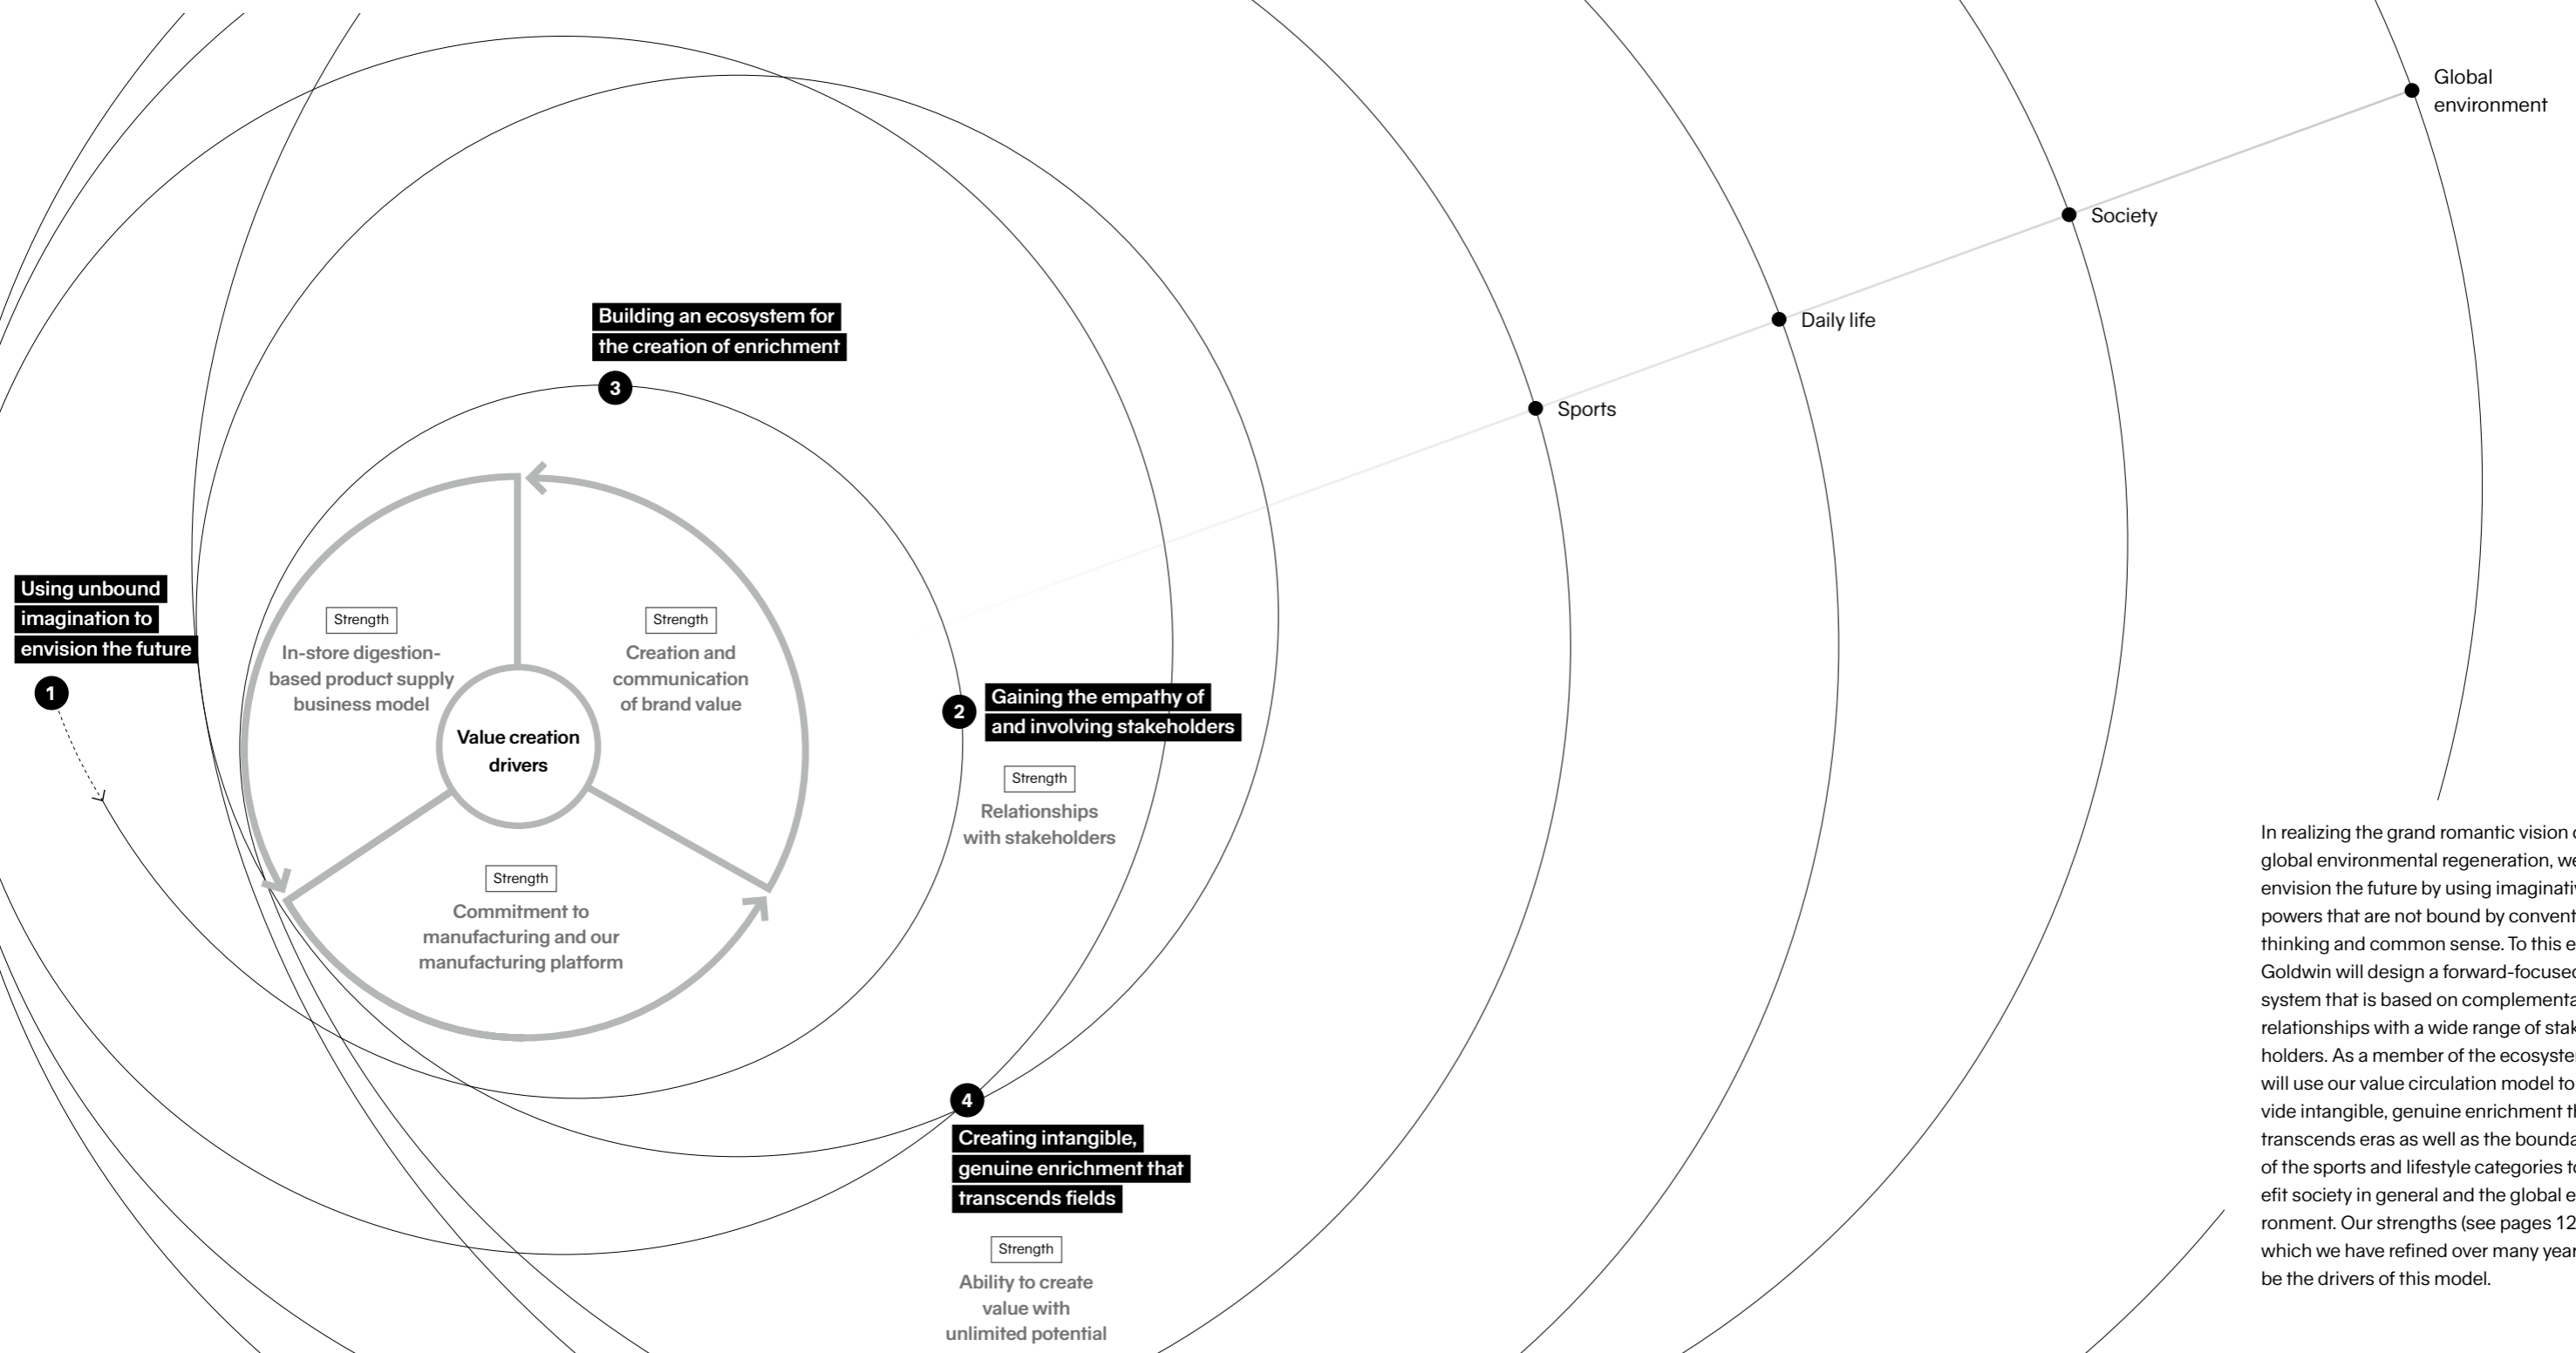 Global
environment
Society
Daily life
Sports
Building an ecosystem for
the creation of enrichment
3
Using unbound
imagination to
envision the future
1
Strength
In-store digestion-
based product supply
business model
Strength
Creation and
communication
of brand value
Value creation
drivers
Strength
Commitment to
manufacturing and our
manufacturing platform
2
Gaining the empathy of
and involving stakeholders
Strength
Relationships
with stakeholders
4
Creating intangible,
genuine enrichment that
transcends fields
Strength
Ability to create
value with
unlimited potential
In realizing the grand romantic vision
global environmental regeneration, we
envision the future by using
powers that are not bound by
thinking and common sense. To this
Goldwin will design a forward-focused
system that is based on
relationships with a wide range of
holders. As a member of the
will use our value circulation model to
vide intangible, genuine enrichment
transcends eras as well as the
of the sports and lifestyle categories
efit society in general and the global
ronment. Our strengths (see pages 12
which we have refined over many
be the drivers of this model.